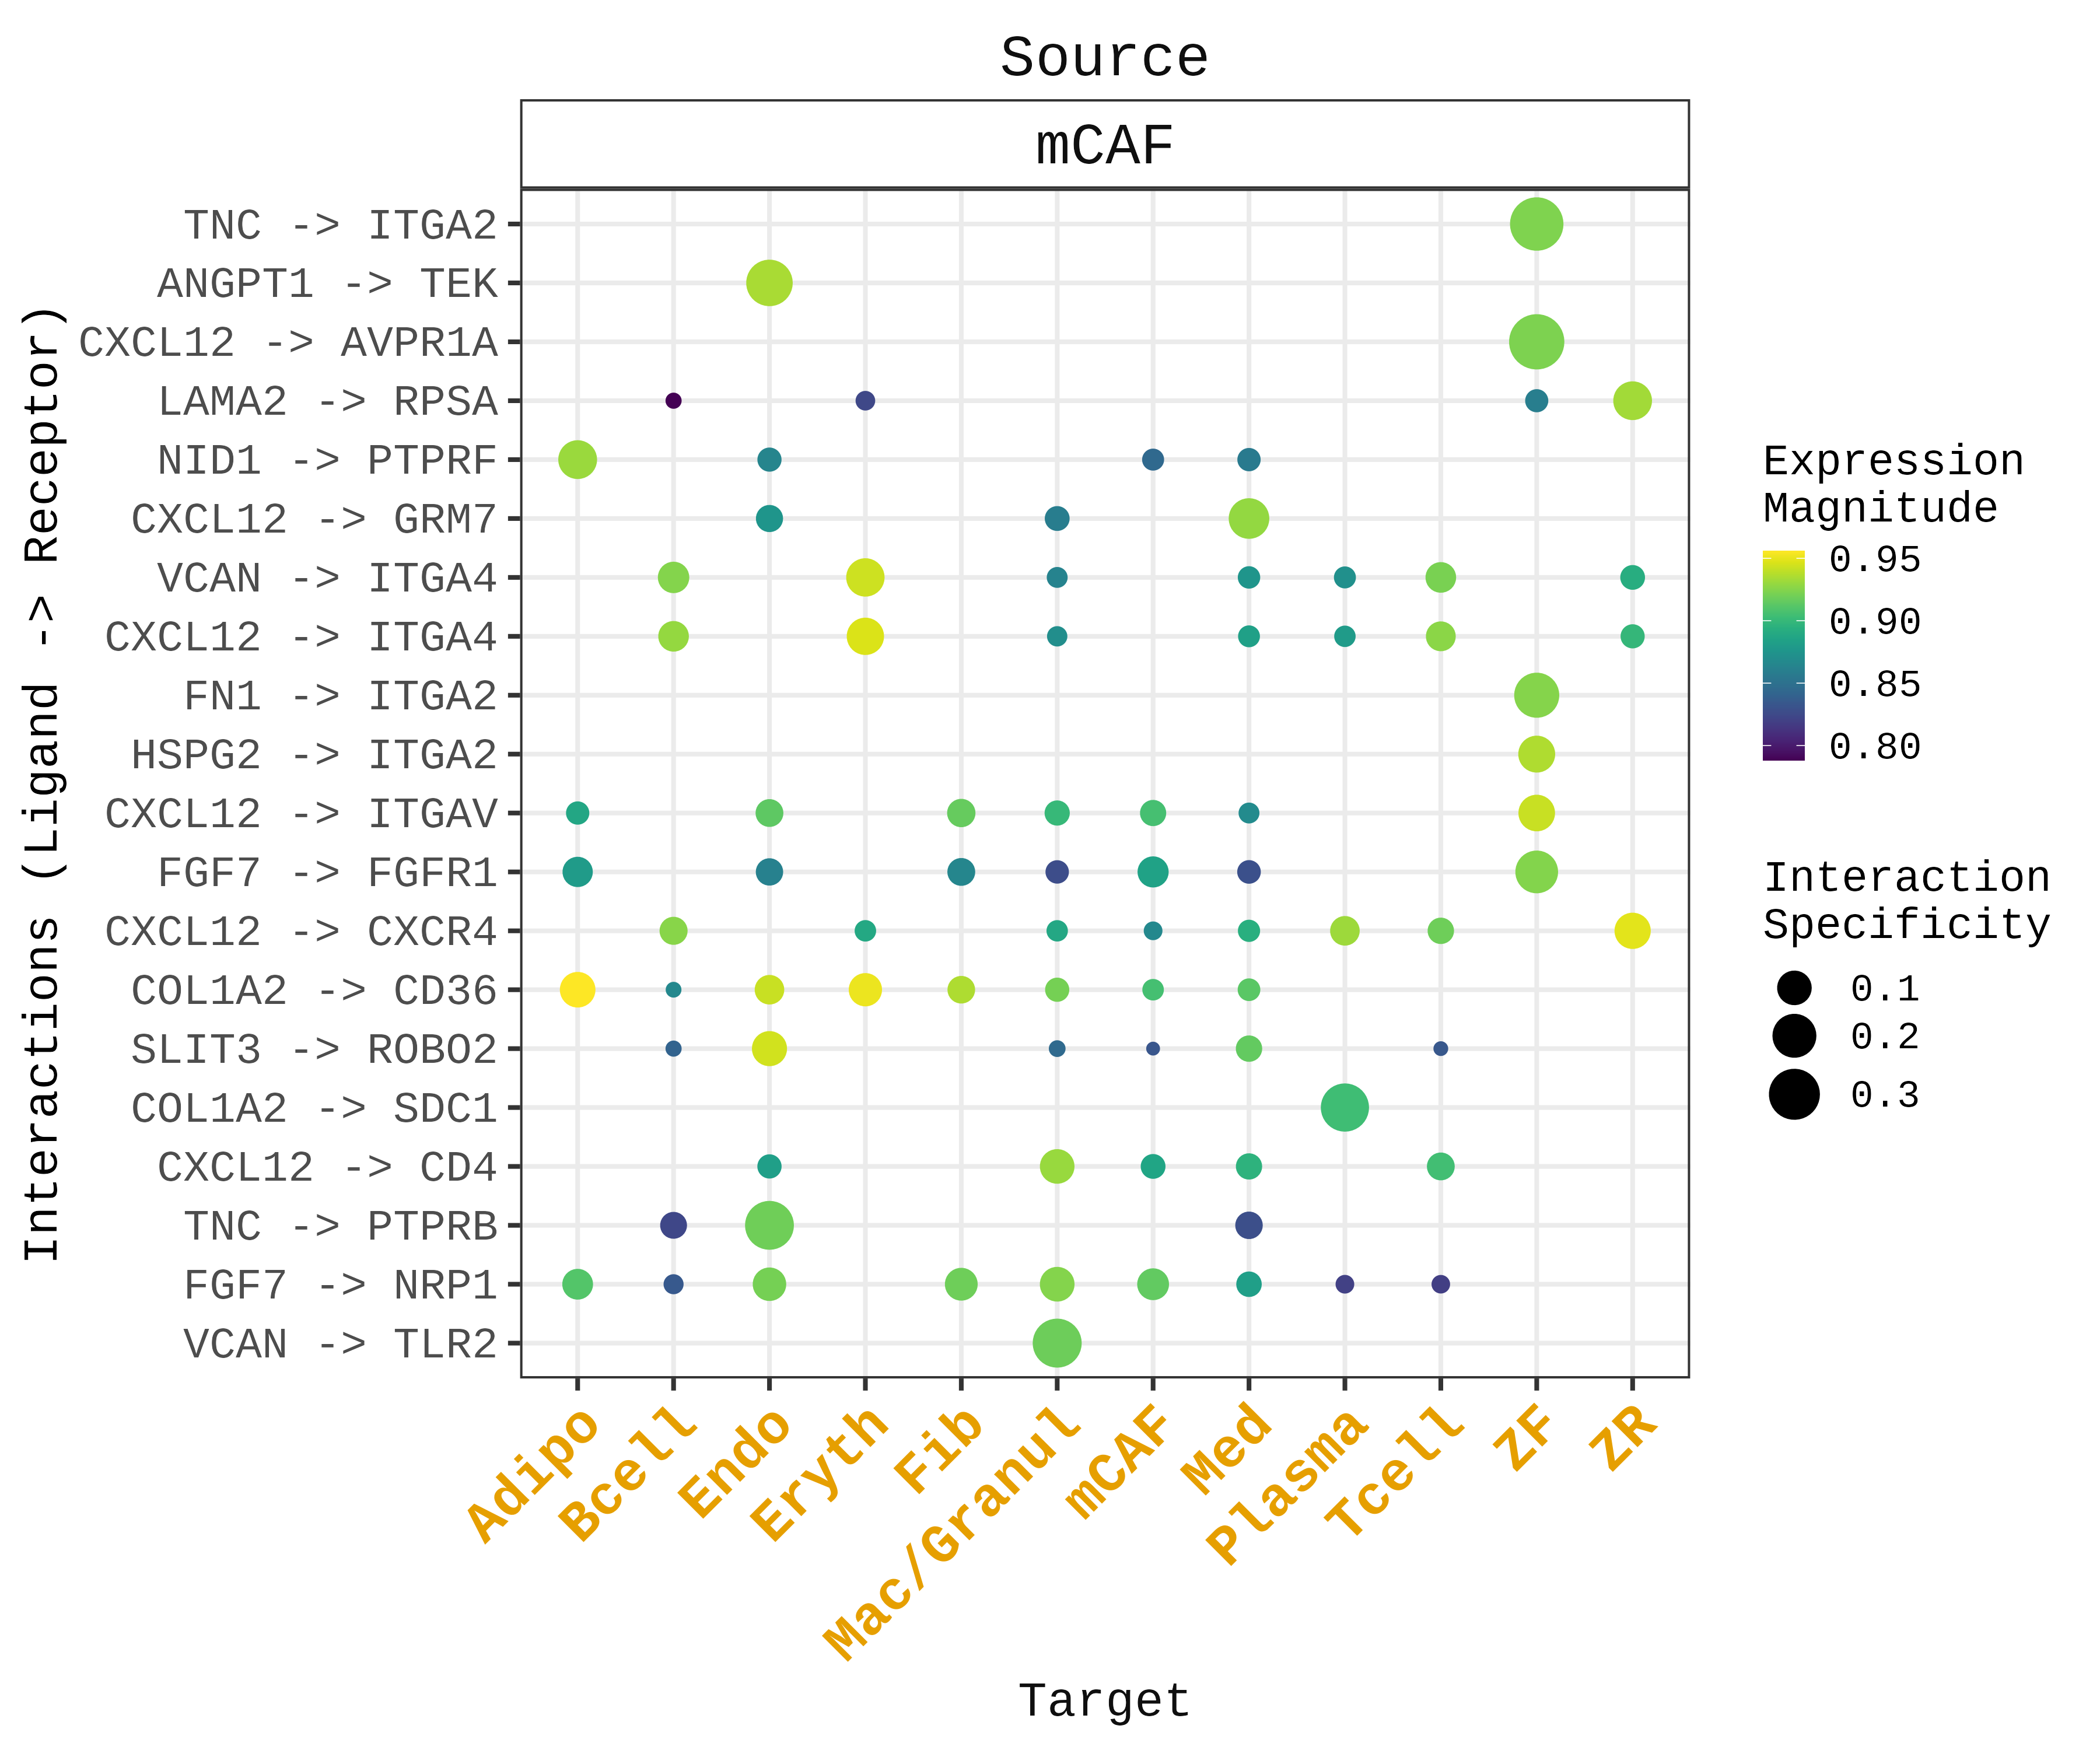 Source
mCAF
Interactions (Ligand -> Receptor)
TNC -> ITGA2
ANGPT1 -> TEK
CXCL12 -> AVPR1A
LAMA2 -> RPSA
NID1 -> PTPRF
CXCL12 -> GRM7
VCAN -> ITGA4
CXCL12 -> ITGA4
FN1 -> ITGA2
HSPG2 -> ITGA2
CXCL12 -> ITGAV
FGF7 -> FGFR1
CXCL12 -> CXCR4
COL1A2 -> CD36
SLIT3 -> ROBO2
COL1A2 -> SDC1
CXCL12 -> CD4
TNC -> PTPRB
FGF7 -> NRP1
VCAN -> TLR2
Adipo
Bcell
Endo
Eryth
Fib
Mac/Granul
mCAF
Med
Plasma
Tcell
ZF
ZR
Target
Expression
Magnitude
0.95
0.90
0.85
0.80
Interaction
Specificity
0.1
0.2
0.3